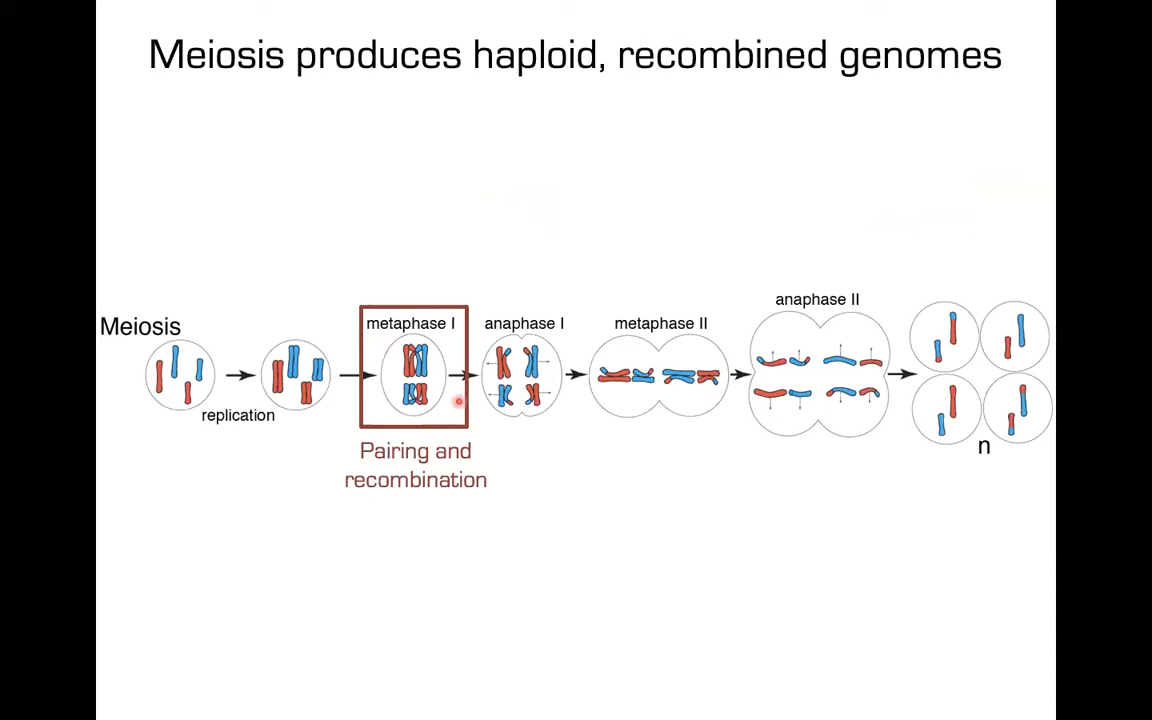 Meiosis produces haploid, recombined genomes
Meiosis
replication
metaphase I
anaphase I
metaphase II
anaphase II
Pairing and
recombination
n